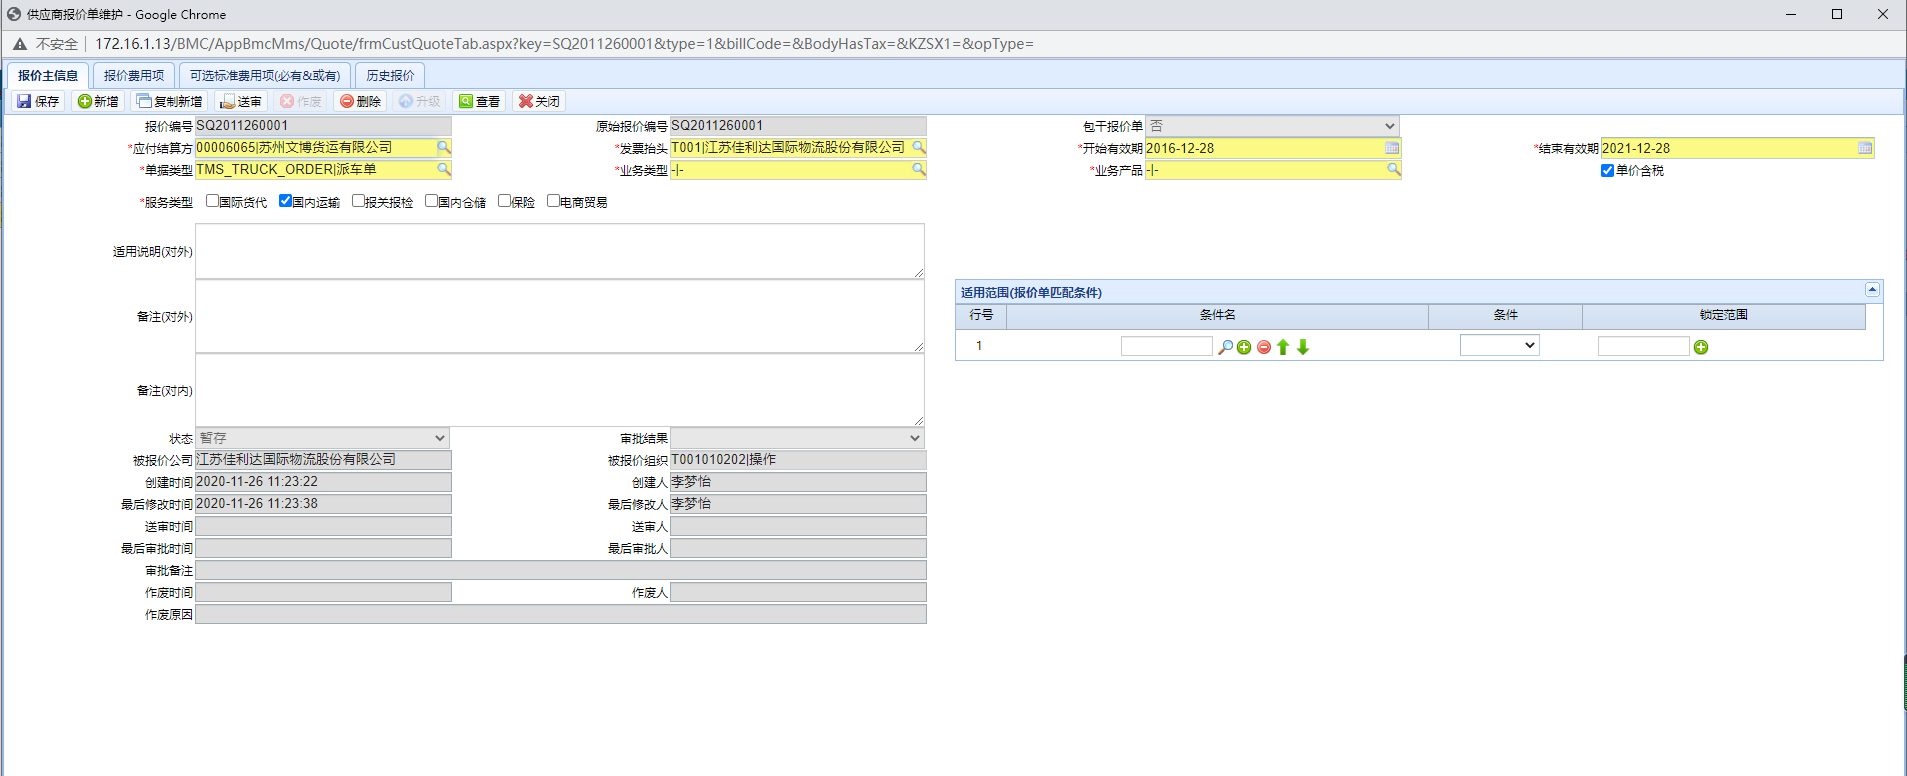 供应商报价单维护 - Google Chrome
不安全 172.16.1.13/BMC/AppBmcMms/Quote/frmCustQuoteTab.aspx?key=SQ2011260001&type=1&billCode=&BodyHasTax=&KZSX1=&opType=
报价主信息 报价费用项 可选标准费用项(必有&或有) 历史报价
保存 新增 复制新增 送审 作废 删除 升级 查看 关闭
报价编号 SQ2011260001 原始报价编号 SQ2011260001 包干报价单 否
*应付结算方 00006065|苏州文博货运有限公司 *发票抬头 T001|江苏佳利达国际物流股份有限公司 *开始有效期 2016-12-28 *结束有效期 2021-12-28
*单据类型 TMS_TRUCK_ORDER|派车单 *业务类型 -|- *业务产品 -|- 单价含税
*服务类型 国际货代 国内运输 报关报检 国内仓储 保险 电商贸易
适用说明(对外)
备注(对外)
适用范围(报价单匹配条件)
行号 条件名 条件 锁定范围
1
备注(对内)
状态 暂存 审批结果
被报价公司 江苏佳利达国际物流股份有限公司 被报价组织 T001010202|操作
创建时间 2020-11-26 11:23:22 创建人 李梦怡
最后修改时间 2020-11-26 11:23:38 最后修改人 李梦怡
送审时间 送审人
最后审批时间 最后审批人
审批备注
作废时间 作废人
作废原因